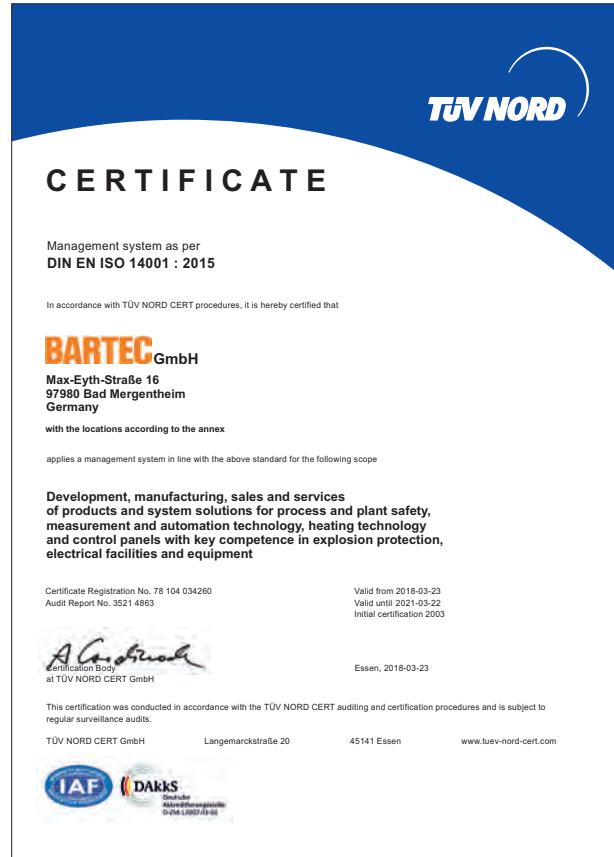 TÜV NORD
CERTIFICATE
Management system as per
DIN EN ISO 14001 : 2015
In accordance with TÜV NORD CERT procedures, it is hereby certified that
BARTEC GmbH
Max-Eyth-Straße 16
97980 Bad Mergentheim
Germany
with the locations according to the annex
applies a management system in line with the above standard for the following scope
Development, manufacturing, sales and services
of products and system solutions for process and plant safety,
measurement and automation technology, heating technology
and control panels with key competence in explosion protection,
electrical facilities and equipment
Certificate Registration No. 78 104 034260
Audit Report No. 3521 4863
Valid from 2018-03-23
Valid until 2021-03-22
Initial certification 2003
Certification Body
at TÜV NORD CERT GmbH
Essen, 2018-03-23
This certification was conducted in accordance with the TÜV NORD CERT auditing and certification procedures and is subject to
regular surveillance audits.
TÜV NORD CERT GmbH Langemarckstraße 20 45141 Essen www.tuev-nord-cert.com
IAF
DAkkS
Deutsche
Akkreditierungsstelle